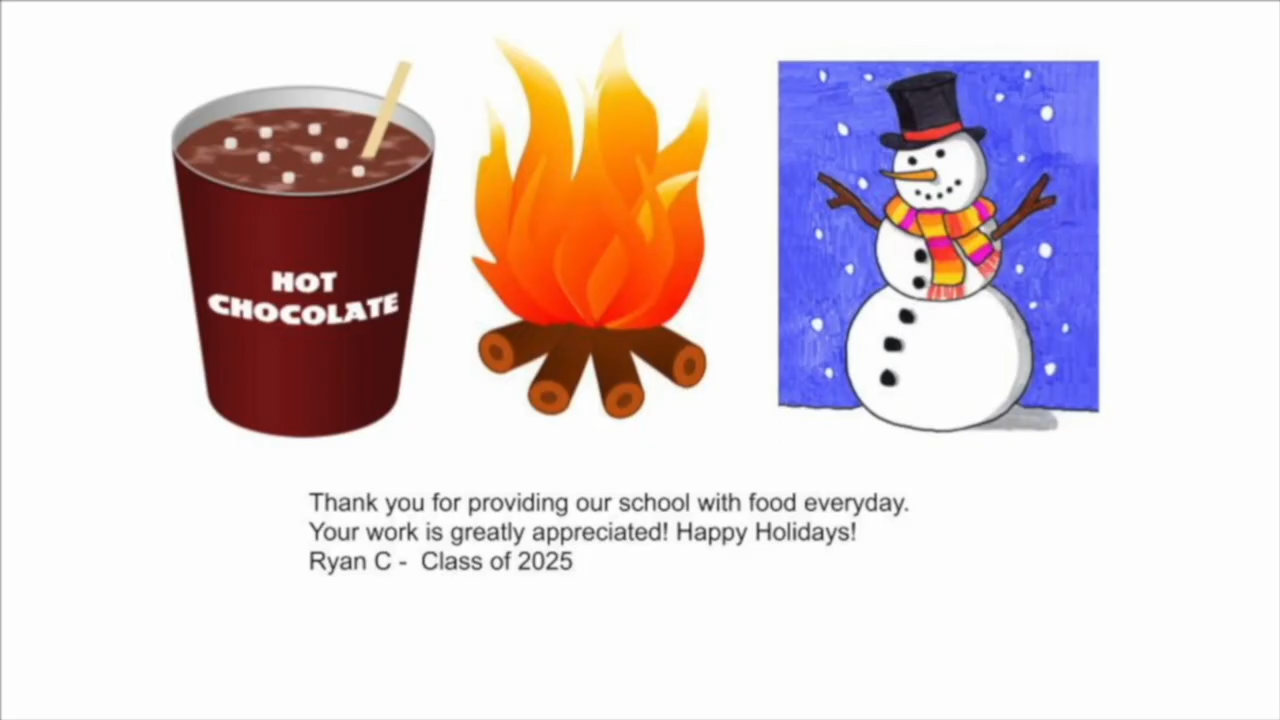 HOT
CHOCOLATE
Thank you for providing our school with food everyday.
Your work is greatly appreciated! Happy Holidays!
Ryan C -  Class of 2025